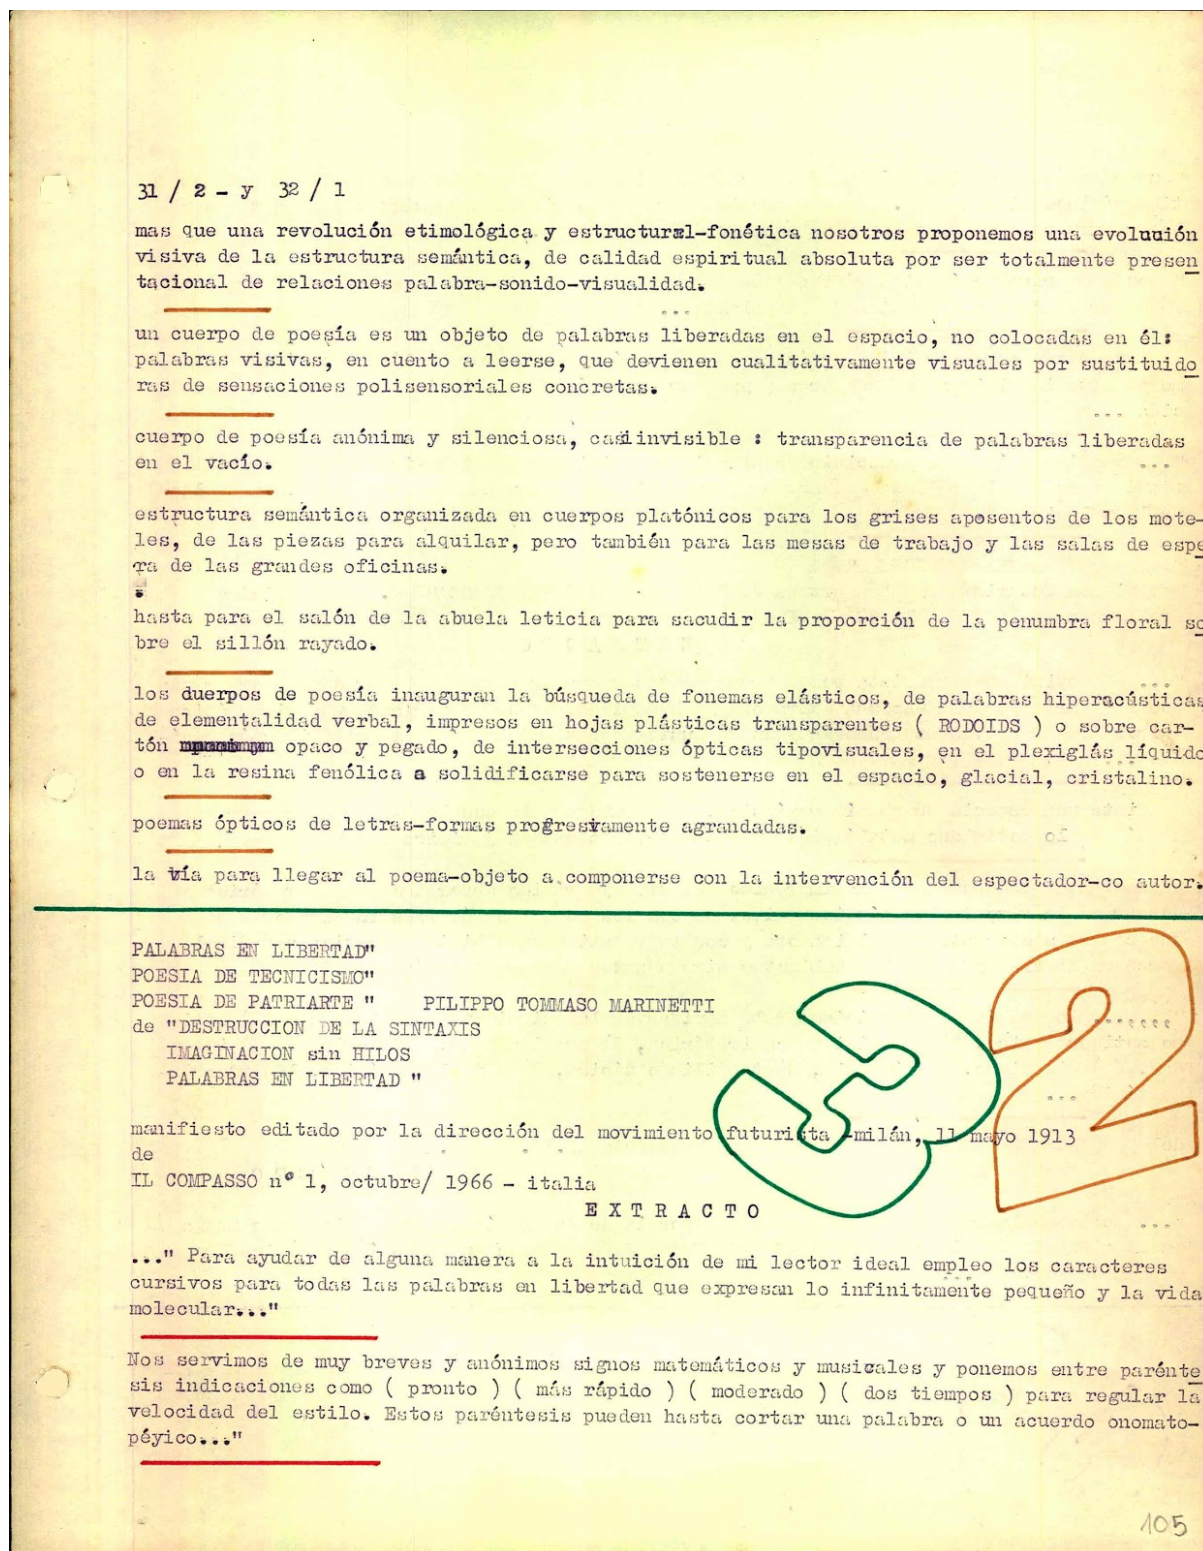 31 / 2 - y 32 / 1
mas que una revolución etimológica y estructural-fonética nosotros proponemos una evoluuión
visiva de la estructura semántica, de calidad espiritual absoluta por ser totalmente presen
tacional de relaciones palabra-sonido-visualidad.
un cuerpo de poesía es un objeto de palabras liberadas en el espacio, no colocadas en él:
palabras visivas, en cuento a leerse, que devienen cualitativamente visuales por sustituido
ras de sensaciones polisensoriales concretas.
cuerpo de poesía anónima y silenciosa, casi invisible : transparencia de palabras liberadas
en el vacío.
estructura semántica organizada en cuerpos platónicos para los grises aposentos de los mote-
les, de las piezas para alquilar, pero también para las mesas de trabajo y las salas de espe
ra de las grandes oficinas.
hasta para el salón de la abuela leticia para sacudir la proporción de la penumbra floral so
bre el sillón rayado.
los duerpos de poesía inauguran la búsqueda de fonemas elásticos, de palabras hiperacústicas
de elementalidad verbal, impresos en hojas plásticas transparentes ( RODOIDS ) o sobre car-
tón opaco y pegado, de intersecciones ópticas tipovisuales, en el plexiglás líquido
o en la resina fenólica a solidificarse para sostenerse en el espacio, glacial, cristalino.
poemas ópticos de letras-formas progresivamente agrandadas.
la vía para llegar al poema-objeto a componerse con la intervención del espectador-co autor.
PALABRAS EN LIBERTAD"
POESIA DE TECNICISMO"
POESIA DE PATRIARTE " PILIPPO TOMMASO MARINETTI
de "DESTRUCCION DE LA SINTAXIS
IMAGINACION sin HILOS
PALABRAS EN LIBERTAD "
32
manifiesto editado por la dirección del movimiento futurista -milán, 11 mayo 1913
de
IL COMPASSO nº 1, octubre/ 1966 - italia
E X T R A C T O
..." Para ayudar de alguna manera a la intuición de mi lector ideal empleo los caracteres
cursivos para todas las palabras en libertad que expresan lo infinitamente pequeño y la vida
molecular..."
Nos servimos de muy breves y anónimos signos matemáticos y musicales y ponemos entre parénte
sis indicaciones como ( pronto ) ( más rápido ) ( moderado ) ( dos tiempos ) para regular la
velocidad del estilo. Estos paréntesis pueden hasta cortar una palabra o un acuerdo onomato-
péyico..."
105